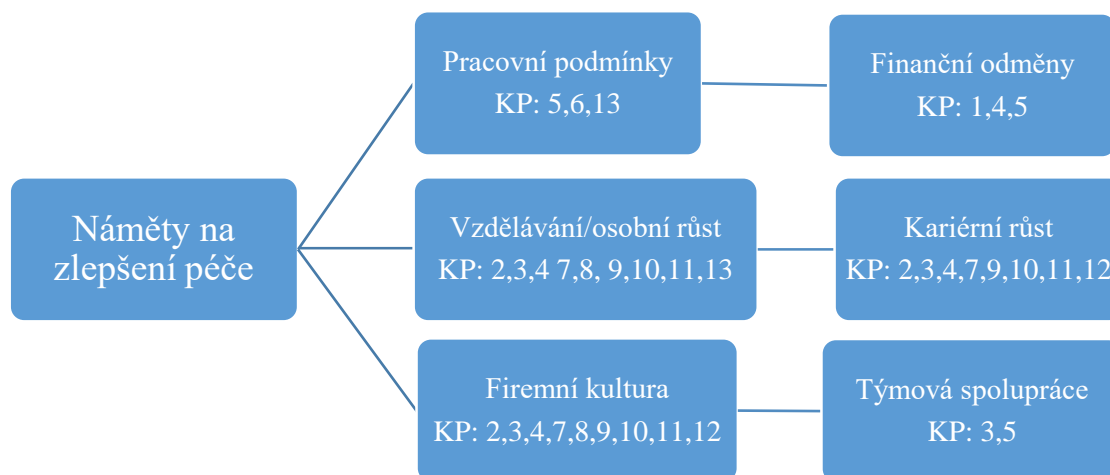 Pracovní podmínky
KP: 5,6,13
Finanční odměny
KP: 1,4,5
Náměty na
zlepšení péče
Vzdělávání/osobní růst
KP: 2,3,4 7,8, 9,10,11,13
Kariérní růst
KP: 2,3,4,7,9,10,11,12
Firemní kultura
KP: 2,3,4,7,8,9,10,11,12
Týmová spolupráce
KP: 3,5